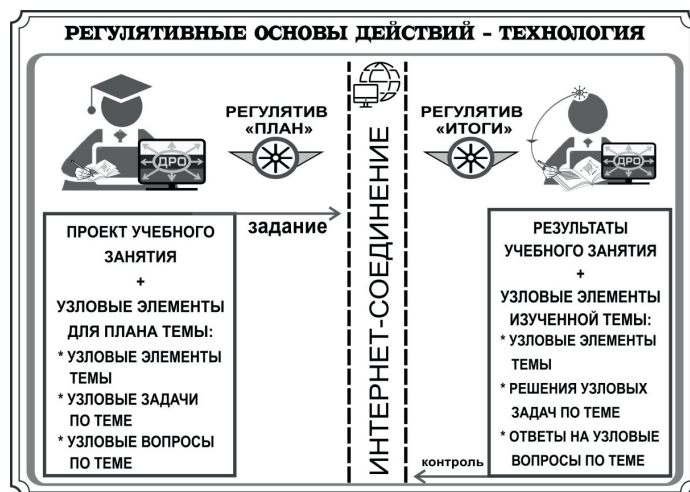 РЕГУЛЯТИВНЫЕ ОСНОВЫ ДЕЙСТВИЙ – ТЕХНОЛОГИЯ
РЕГУЛЯТИВ
«ПЛАН»
РЕГУЛЯТИВ
«ИТОГИ»
ДРО
ДРО
ИНТЕРНЕТ-СОЕДИНЕНИЕ
задание
ПРОЕКТ УЧЕБНОГО
ЗАНЯТИЯ
+
УЗЛОВЫЕ ЭЛЕМЕНТЫ
ДЛЯ ПЛАНА ТЕМЫ:
* УЗЛОВЫЕ ЭЛЕМЕНТЫ
ТЕМЫ
* УЗЛОВЫЕ ЗАДАЧИ
ПО ТЕМЕ
* УЗЛОВЫЕ ВОПРОСЫ
ПО ТЕМЕ
РЕЗУЛЬТАТЫ
УЧЕБНОГО ЗАНЯТИЯ
+
УЗЛОВЫЕ ЭЛЕМЕНТЫ
ИЗУЧЕННОЙ ТЕМЫ:
* УЗЛОВЫЕ ЭЛЕМЕНТЫ
ТЕМЫ
* РЕШЕНИЯ УЗЛОВЫХ
ЗАДАЧ ПО ТЕМЕ
* ОТВЕТЫ НА УЗЛОВЫЕ
ВОПРОСЫ ПО ТЕМЕ
контроль